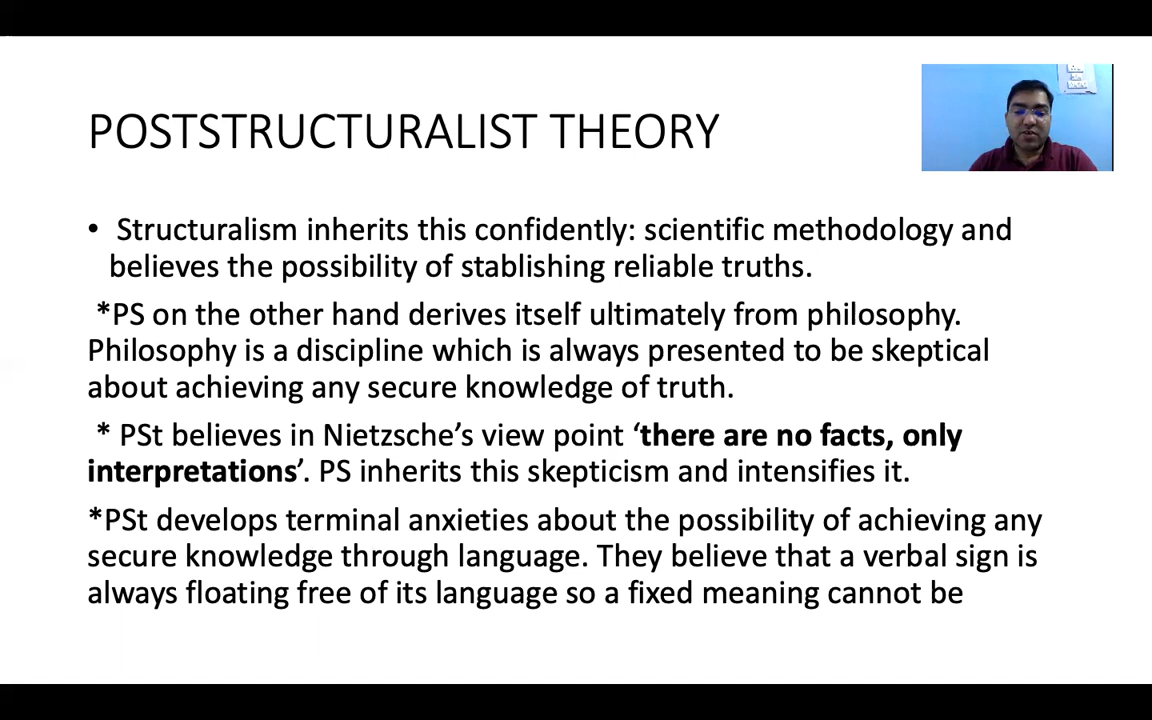 POSTSTRUCTURALIST THEORY
• Structuralism inherits this confidently: scientific methodology and
believes the possibility of stablishing reliable truths.
*PS on the other hand derives itself ultimately from philosophy.
Philosophy is a discipline which is always presented to be skeptical
about achieving any secure knowledge of truth.
* PSt believes in Nietzsche’s view point ‘there are no facts, only
interpretations’. PS inherits this skepticism and intensifies it.
*PSt develops terminal anxieties about the possibility of achieving any
secure knowledge through language. They believe that a verbal sign is
always floating free of its language so a fixed meaning cannot be